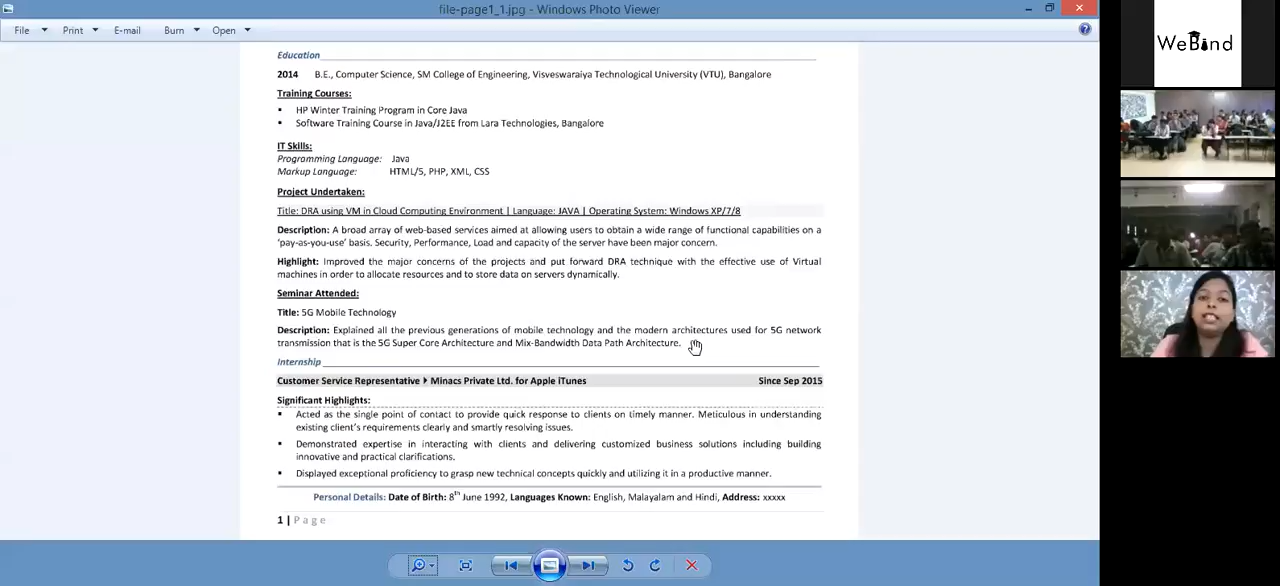 file-page1_1.jpg - Windows Photo Viewer
File Print E-mail Burn Open
Education
2014 B.E., Computer Science, SM College of Engineering, Visvesvaraiya Technological University (VTU), Bangalore
Training Courses:
▪ HP Winter Training Program in Core Java
▪ Software Training Course in Java/J2EE from Lara Technologies, Bangalore
IT Skills:
Programming Language: Java
Markup Language: HTML/5, PHP, XML, CSS
Project Undertaken:
Title: DRA using VM in Cloud Computing Environment | Language: JAVA | Operating System: Windows XP/7/8
Description: A broad array of web-based services aimed at allowing users to obtain a wide range of functional capabilities on a
'pay-as-you-use' basis. Security, Performance, Load and capacity of the server have been major concern.
Highlight: Improved the major concerns of the projects and put forward DRA technique with the effective use of Virtual
machines in order to allocate resources and to store data on servers dynamically.
Seminar Attended:
Title: 5G Mobile Technology
Description: Explained all the previous generations of mobile technology and the modern architectures used for 5G network
transmission that is the 5G Super Core Architecture and Mix-Bandwidth Data Path Architecture.
Internship
Customer Service Representative Minacs Private Ltd. for Apple iTunes Since Sep 2015
Significant Highlights:
▪ Acted as the single point of contact to provide quick response to clients on timely manner. Meticulous in understanding
existing client's requirements clearly and smartly resolving issues.
▪ Demonstrated expertise in interacting with clients and delivering customized business solutions including building
innovative and practical clarifications.
▪ Displayed exceptional proficiency to grasp new technical concepts quickly and utilizing it in a productive manner.
Personal Details: Date of Birth: 8th June 1992, Languages Known: English, Malayalam and Hindi, Address: xxxxx
1 | Page
WeBind